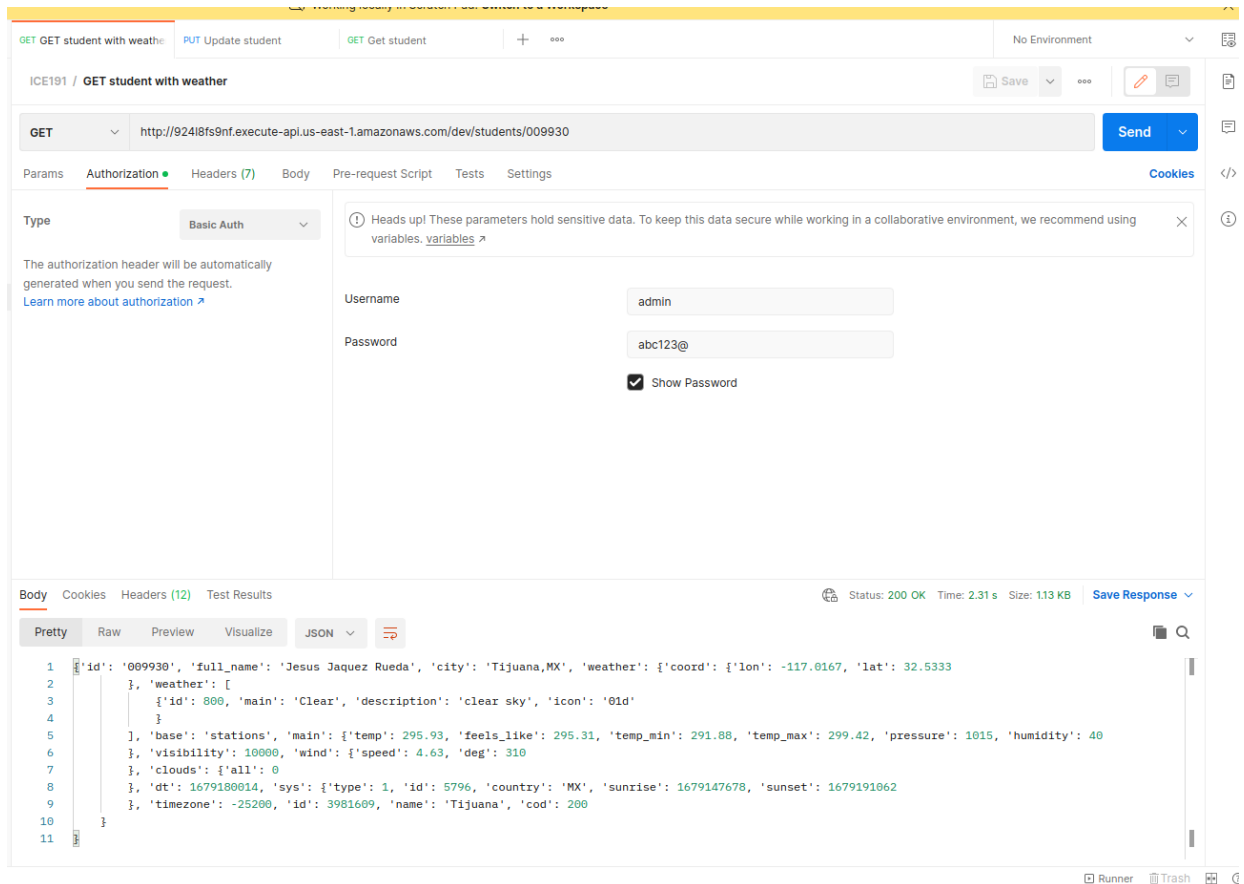 Working locally in Scratch Pad. Switch to a Workspace
GET GET student with weathe PUT Update student GET Get student No Environment
ICE191 / GET student with weather Save
GET http://924l8fs9nf.execute-api.us-east-1.amazonaws.com/dev/students/009930 Send
Params Authorization Headers (7) Body Pre-request Script Tests Settings Cookies
Type Basic Auth
Heads up! These parameters hold sensitive data. To keep this data secure while working in a collaborative environment, we recommend using
variables. variables ↗
The authorization header will be automatically
generated when you send the request.
Learn more about authorization ↗
Username admin
Password abc123@
Show Password
Body Cookies Headers (12) Test Results Status: 200 OK Time: 2.31 s Size: 1.13 KB Save Response
Pretty Raw Preview Visualize JSON
1 {'id': '009930', 'full_name': 'Jesus Jaquez Rueda', 'city': 'Tijuana,MX', 'weather': {'coord': {'lon': -117.0167, 'lat': 32.5333
2 }, 'weather': [
3 {'id': 800, 'main': 'Clear', 'description': 'clear sky', 'icon': '01d'
4 }
5 ], 'base': 'stations', 'main': {'temp': 295.93, 'feels_like': 295.31, 'temp_min': 291.88, 'temp_max': 299.42, 'pressure': 1015, 'humidity': 40
6 }, 'visibility': 10000, 'wind': {'speed': 4.63, 'deg': 310
7 }, 'clouds': {'all': 0
8 }, 'dt': 1679180014, 'sys': {'type': 1, 'id': 5796, 'country': 'MX', 'sunrise': 1679147678, 'sunset': 1679191062
9 }, 'timezone': -25200, 'id': 3981609, 'name': 'Tijuana', 'cod': 200
10 }
11 }
Runner Trash